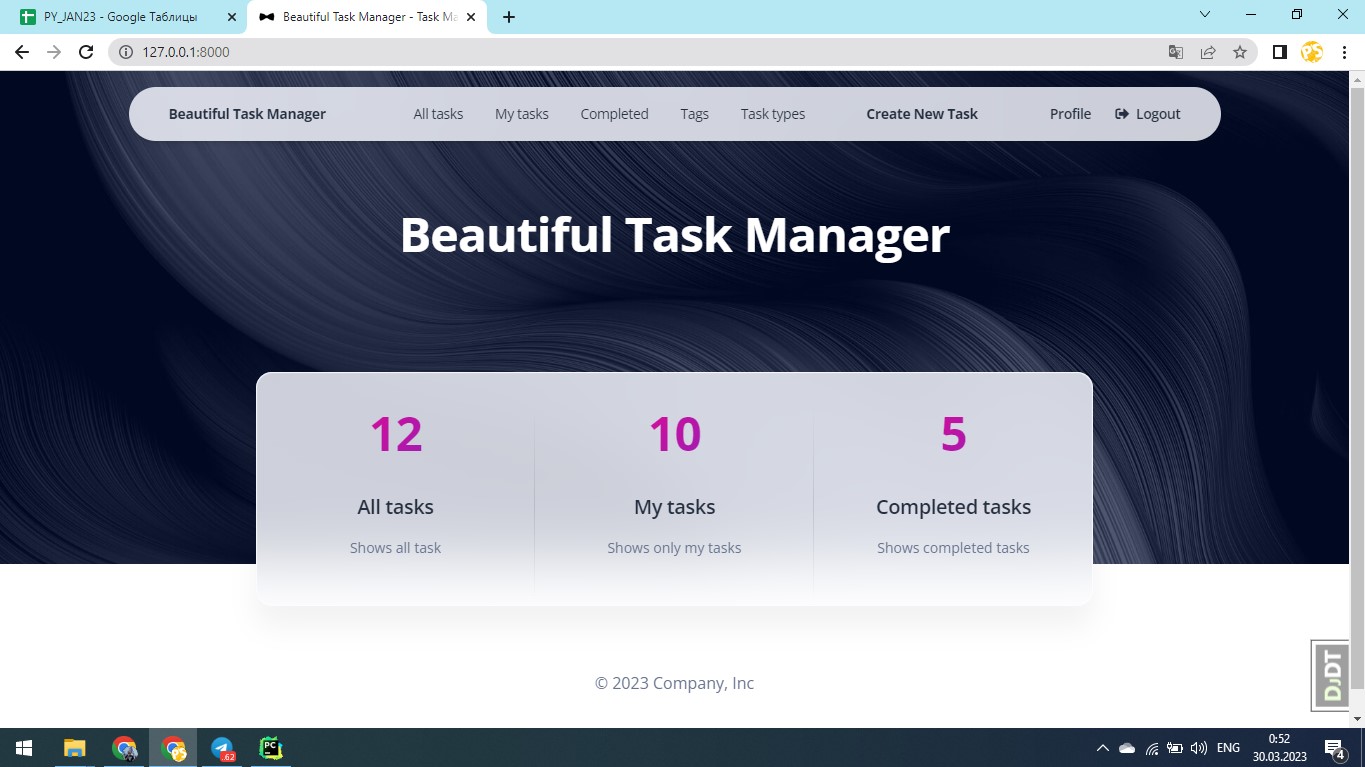 PY_JAN23 - Google Таблицы
Beautiful Task Manager - Task Ma
127.0.0.1:8000
Beautiful Task Manager All tasks My tasks Completed Tags Task types Create New Task Profile Logout
Beautiful Task Manager
12 10 5
All tasks My tasks Completed tasks
Shows all task Shows only my tasks Shows completed tasks
© 2023 Company, Inc
DJDT
PC
62
ENG
0:52
30.03.2023
4